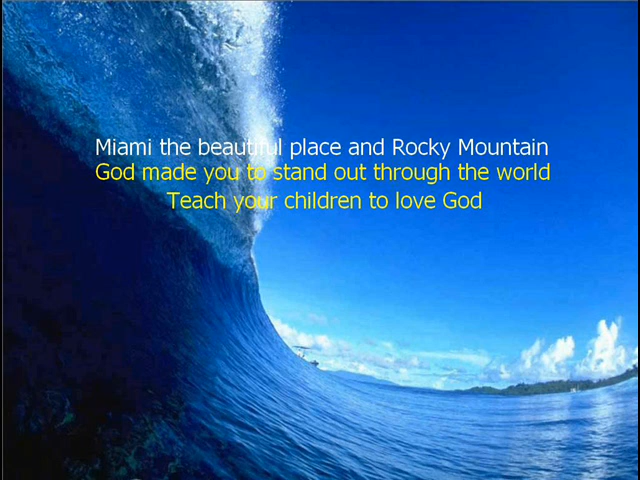 Miami the beautiful place and Rocky Mountain
God made you to stand out through the world
Teach your children to love God